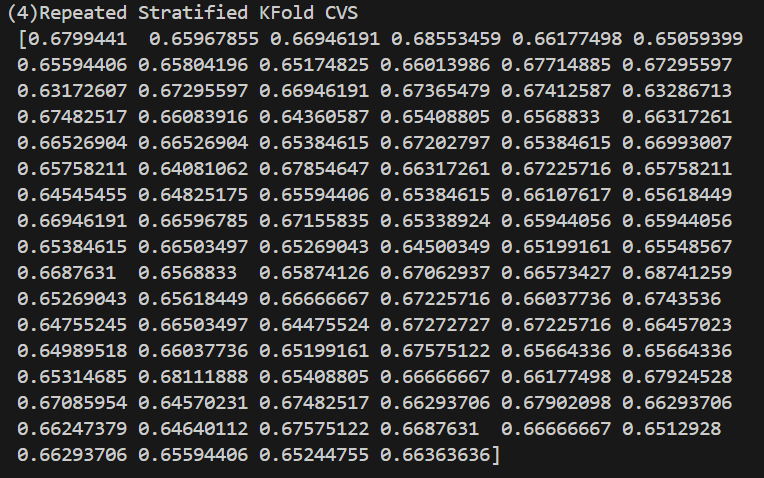 (4)Repeated Stratified KFold CVS
[0.6799441  0.65967855 0.66946191 0.68553459 0.66177498 0.65059399
0.65594406 0.65804196 0.65174825 0.66013986 0.67714885 0.67295597
0.63172607 0.67295597 0.66946191 0.67365479 0.67412587 0.63286713
0.67482517 0.66083916 0.64360587 0.65408805 0.6568833  0.66317261
0.66526904 0.66526904 0.65384615 0.67202797 0.65384615 0.66993007
0.65758211 0.64081062 0.67854647 0.66317261 0.67225716 0.65758211
0.64545455 0.64825175 0.65594406 0.65384615 0.66107617 0.65618449
0.66946191 0.66596785 0.67155835 0.65338924 0.65944056 0.65944056
0.65384615 0.66503497 0.65269043 0.64500349 0.65199161 0.65548567
0.6687631  0.6568833  0.65874126 0.67062937 0.66573427 0.68741259
0.65269043 0.65618449 0.66666667 0.67225716 0.66037736 0.6743536
0.64755245 0.66503497 0.64475524 0.67272727 0.67225716 0.66457023
0.64989518 0.66037736 0.65199161 0.67575122 0.65664336 0.65664336
0.65314685 0.68111888 0.65408805 0.66666667 0.66177498 0.67924528
0.67085954 0.64570231 0.67482517 0.66293706 0.67902098 0.66293706
0.66247379 0.64640112 0.67575122 0.6687631  0.66666667 0.6512928
0.66293706 0.65594406 0.65244755 0.66363636]